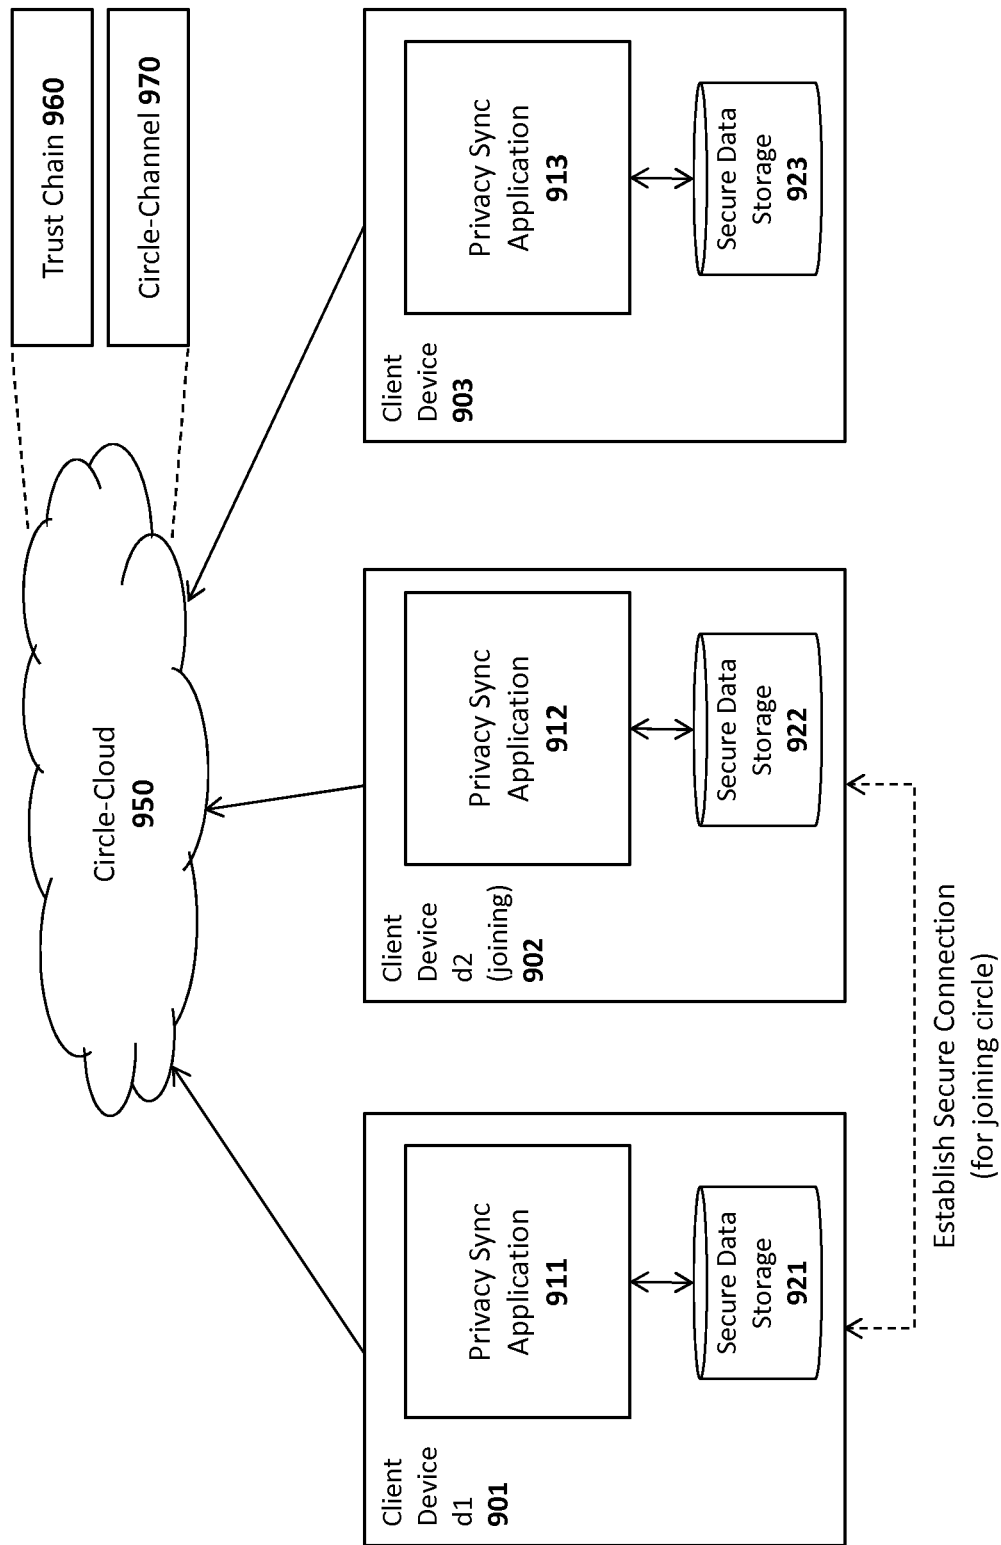 Trust Chain 960
Circle-Channel 970
Circle-Cloud
950
Client
Device
d1
901
Privacy Sync
Application
911
Secure Data
Storage
921
Client
Device
d2
(joining)
902
Privacy Sync
Application
912
Secure Data
Storage
922
Client
Device
903
Privacy Sync
Application
913
Secure Data
Storage
923
Establish Secure Connection
(for joining circle)